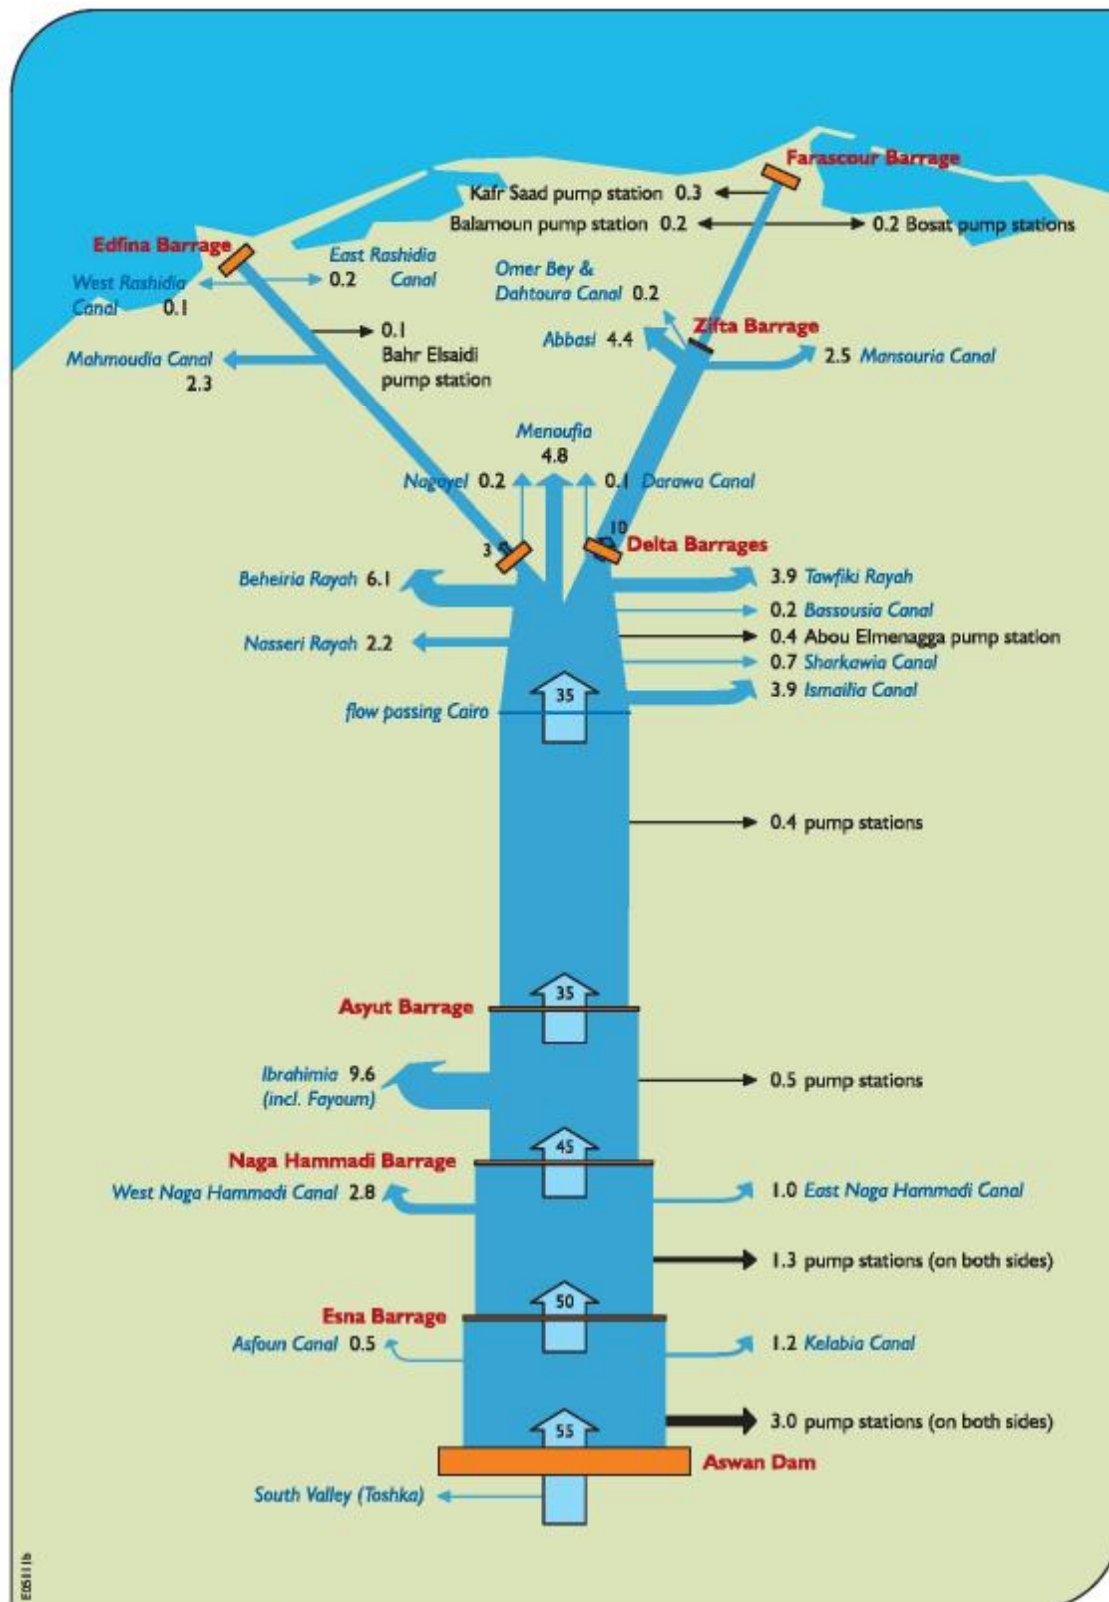 Farascour Barrage
Kafr Saad pump station 0.3
Balamoun pump station 0.2
0.2 Bosat pump stations
Edfina Barrage
East Rashidia
0.2 Canal
West Rashidia
Canal 0.1
Omer Bey &
Dahtoura Canal 0.2
Zifta Barrage
Abbasi 4.4
2.5 Mansouria Canal
0.1
Bahr Elsaidi
pump station
Mahmoudia Canal
2.3
Menoufia
4.8
Nagayel 0.2
0.1 Darawa Canal
3
10
Delta Barrages
Beheiria Rayah 6.1
3.9 Tawfiki Rayah
0.2 Bassousia Canal
Nasseri Rayah 2.2
0.4 Abou Elmenagga pump station
0.7 Sharkawia Canal
35
3.9 Ismailia Canal
flow passing Cairo
0.4 pump stations
35
Asyut Barrage
Ibrahimia 9.6
(incl. Fayoum)
0.5 pump stations
45
Naga Hammadi Barrage
West Naga Hammadi Canal 2.8
1.0 East Naga Hammadi Canal
1.3 pump stations (on both sides)
50
Esna Barrage
Asfoun Canal 0.5
1.2 Kelabia Canal
3.0 pump stations (on both sides)
55
Aswan Dam
South Valley (Toshka)